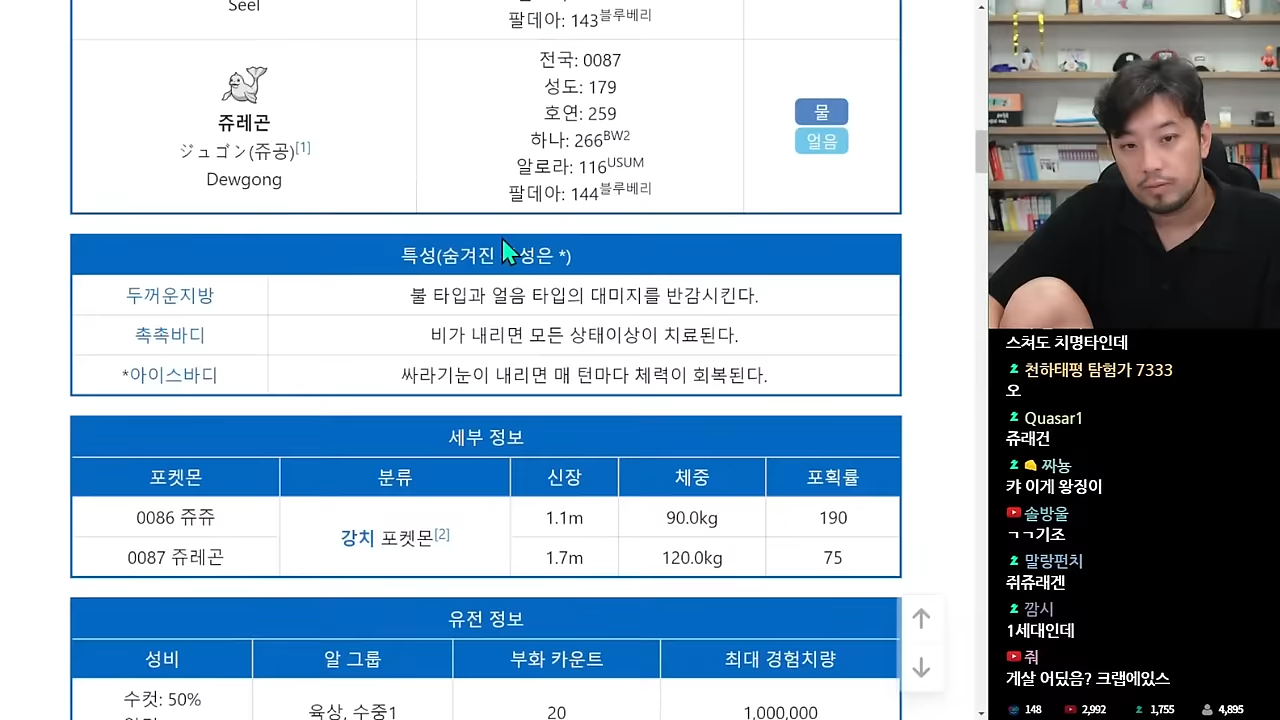 Seel
팔데아: 143블루베리
쥬레곤
ジュゴン(쥬공)[1]
Dewgong
전국: 0087
성도: 179
호연: 259
하나: 266BW2
알로라: 116USUM
팔데아: 144블루베리
물
얼음
특성(숨겨진 성은 *)
두꺼운지방 불 타입과 얼음 타입의 대미지를 반감시킨다.
촉촉바디 비가 내리면 모든 상태이상이 치료된다.
*아이스바디 싸라기눈이 내리면 매 턴마다 체력이 회복된다.
세부 정보
포켓몬 분류 신장 체중 포획률
0086 쥬쥬 1.1m 90.0kg 190
강치 포켓몬[2]
0087 쥬레곤 1.7m 120.0kg 75
유전 정보
성비 알 그룹 부화 카운트 최대 경험치량
수컷: 50%
육상, 수중1 20 1,000,000
스쳐도 치명타인데
천하태평 탐험가 7333
오
Quasar1
쥬래건
짜농
캬 이게 왕징이
솔방울
ㄱㄱ기조
말랑펀치
쥐쥬래겐
깜시
1세대인데
줘
게살 어딨음? 크랩에있스
148 2,992 1,755 4,895